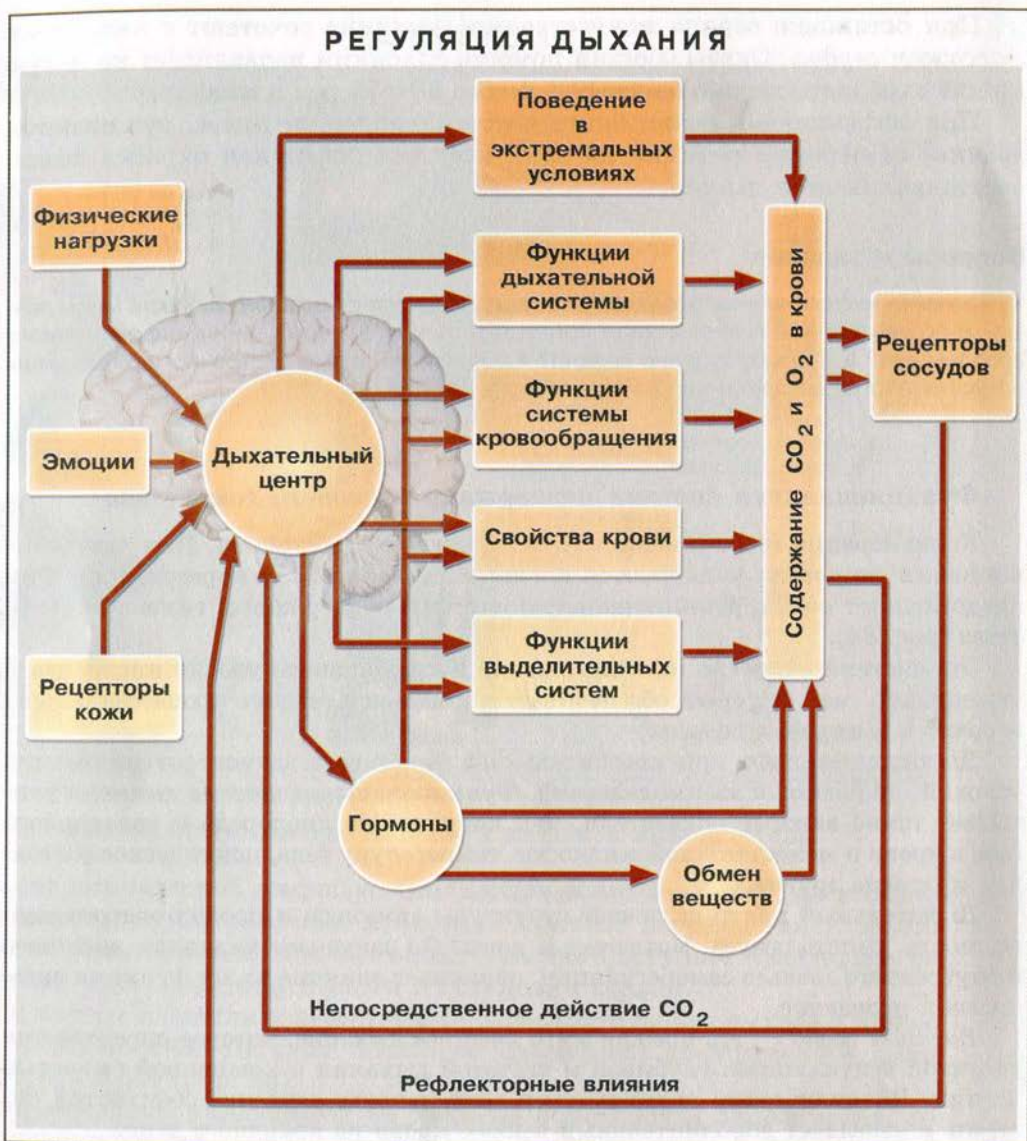 РЕГУЛЯЦИЯ ДЫХАНИЯ
Поведение
в
экстремальных
условиях
Физические
нагрузки
Функции
дыхательной
системы
Содержание CO2 и O2 в крови
Рецепторы
сосудов
Функции
системы
кровообращения
Эмоции
Дыхательный
центр
Свойства крови
Рецепторы
кожи
Функции
выделительных
систем
Гормоны
Обмен
веществ
Непосредственное действие CO2
Рефлекторные влияния